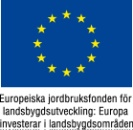 Europeiska jordbruksfonden för
landsbygdsutveckling: Europa
investerar i landsbygdsområden